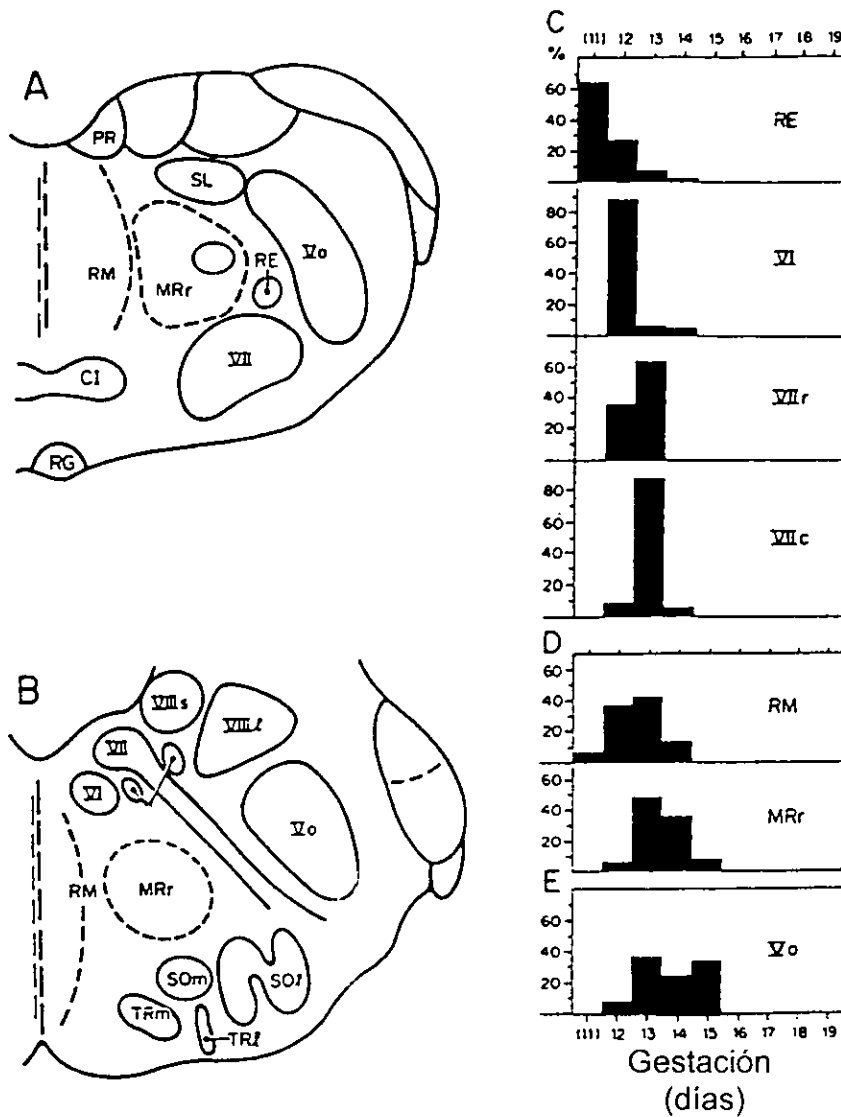 A
PR
SL
Vo
RE
RM
MRr
VII
CI
RG
B
VIIIs
VIIIl
VII
VI
Vo
RM
MRr
SOm
SOl
TRm
TRl
C
[11] 12 13 14 15 16 17 18 19
%
60
40
20
RE
80
60
40
20
VI
60
40
20
VIIr
80
60
40
20
VIIc
D
60
40
20
RM
60
40
20
MRr
E
60
40
20
Vo
[11] 12 13 14 15 16 17 18 19
Gestación
(días)